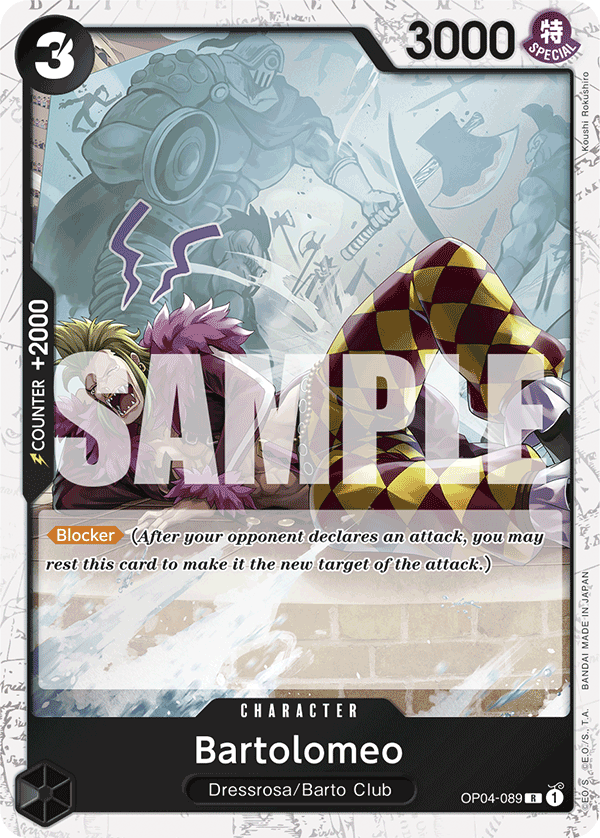 3
3000
特
SPECIAL
Koushi Rokushiro
COUNTER +2000
SAMPLE
Blocker (After your opponent declares an attack, you may
rest this card to make it the new target of the attack.)
©E.O./S. ©E.O./S, T.A. BANDAI MADE IN JAPAN
CHARACTER
Bartolomeo
Dressrosa/Barto Club
OP04-089 R 1